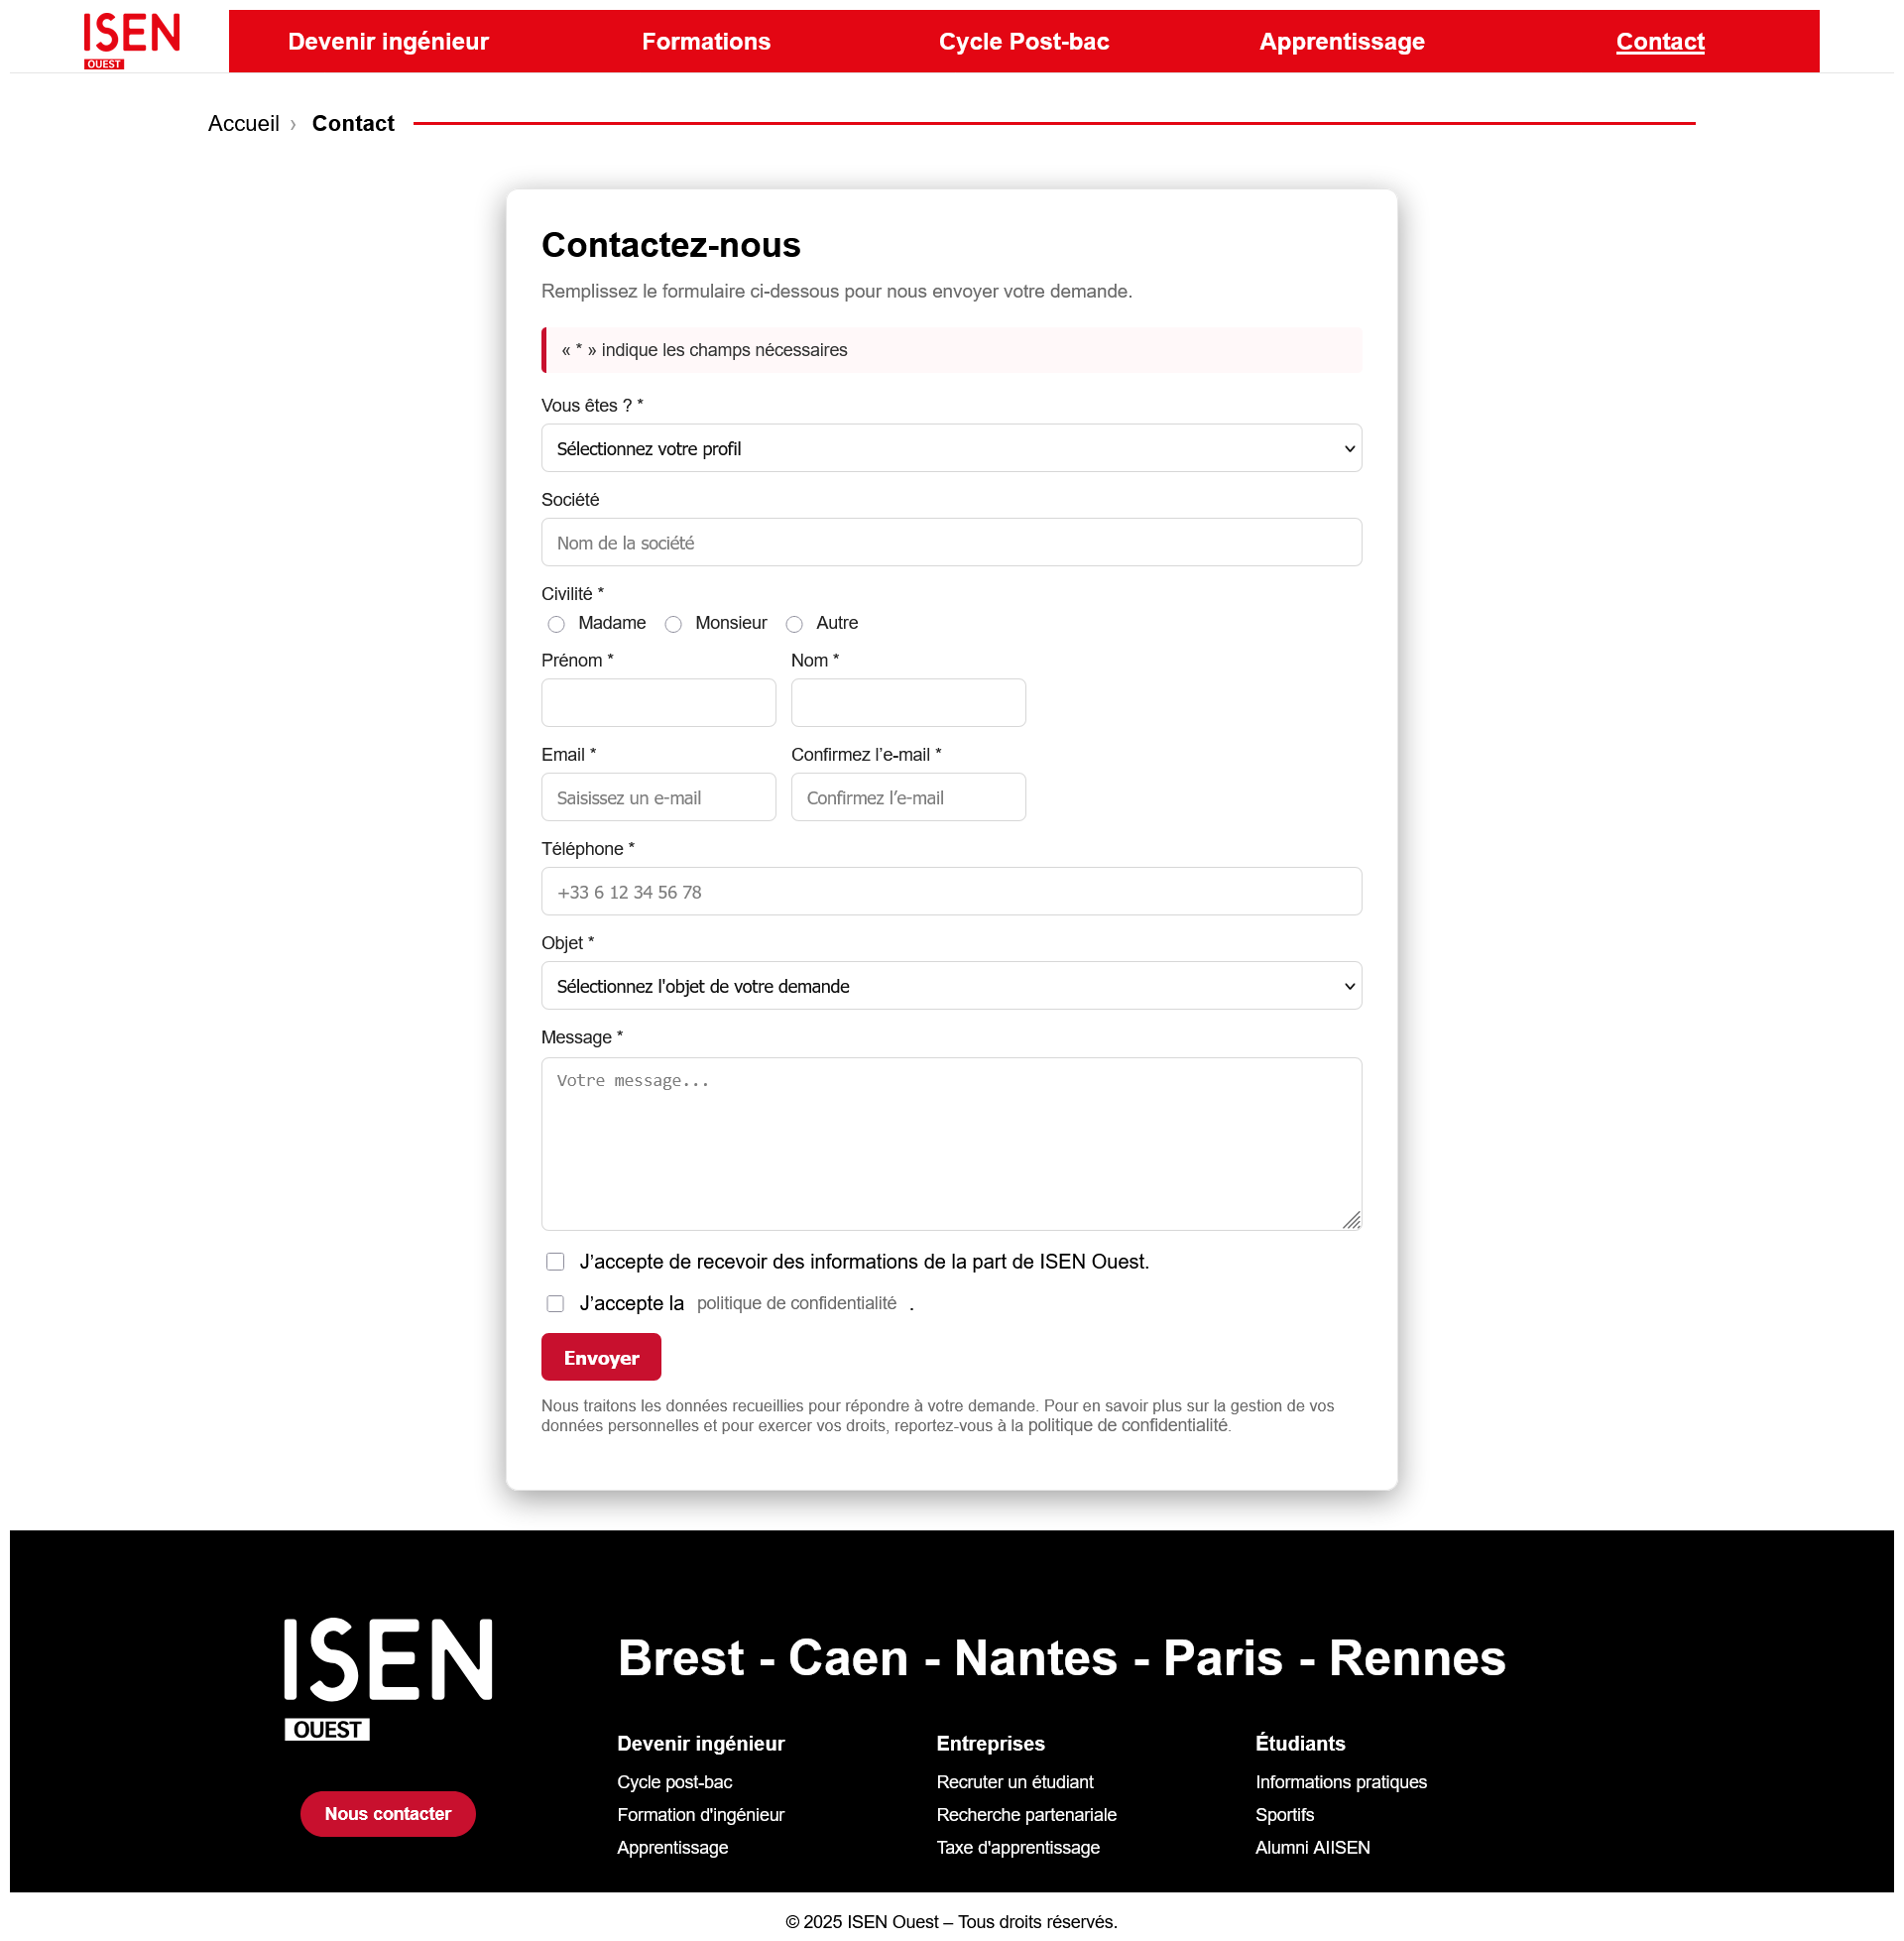 ISEN
OUEST
Devenir ingénieur Formations Cycle Post-bac Apprentissage Contact
Accueil › Contact
Contactez-nous
Remplissez le formulaire ci-dessous pour nous envoyer votre demande.
« * » indique les champs nécessaires
Vous êtes ? *
Sélectionnez votre profil
Société
Nom de la société
Civilité *
Madame Monsieur Autre
Prénom * Nom *
Email * Confirmez l’e-mail *
Saisissez un e-mail Confirmez l’e-mail
Téléphone *
+33 6 12 34 56 78
Objet *
Sélectionnez l'objet de votre demande
Message *
Votre message...
J’accepte de recevoir des informations de la part de ISEN Ouest.
J’accepte la politique de confidentialité .
Envoyer
Nous traitons les données recueillies pour répondre à votre demande. Pour en savoir plus sur la gestion de vos
données personnelles et pour exercer vos droits, reportez-vous à la politique de confidentialité.
ISEN
OUEST
Nous contacter
Brest - Caen - Nantes - Paris - Rennes
Devenir ingénieur
Cycle post-bac
Formation d'ingénieur
Apprentissage
Entreprises
Recruter un étudiant
Recherche partenariale
Taxe d'apprentissage
Étudiants
Informations pratiques
Sportifs
Alumni AIISEN
© 2025 ISEN Ouest – Tous droits réservés.